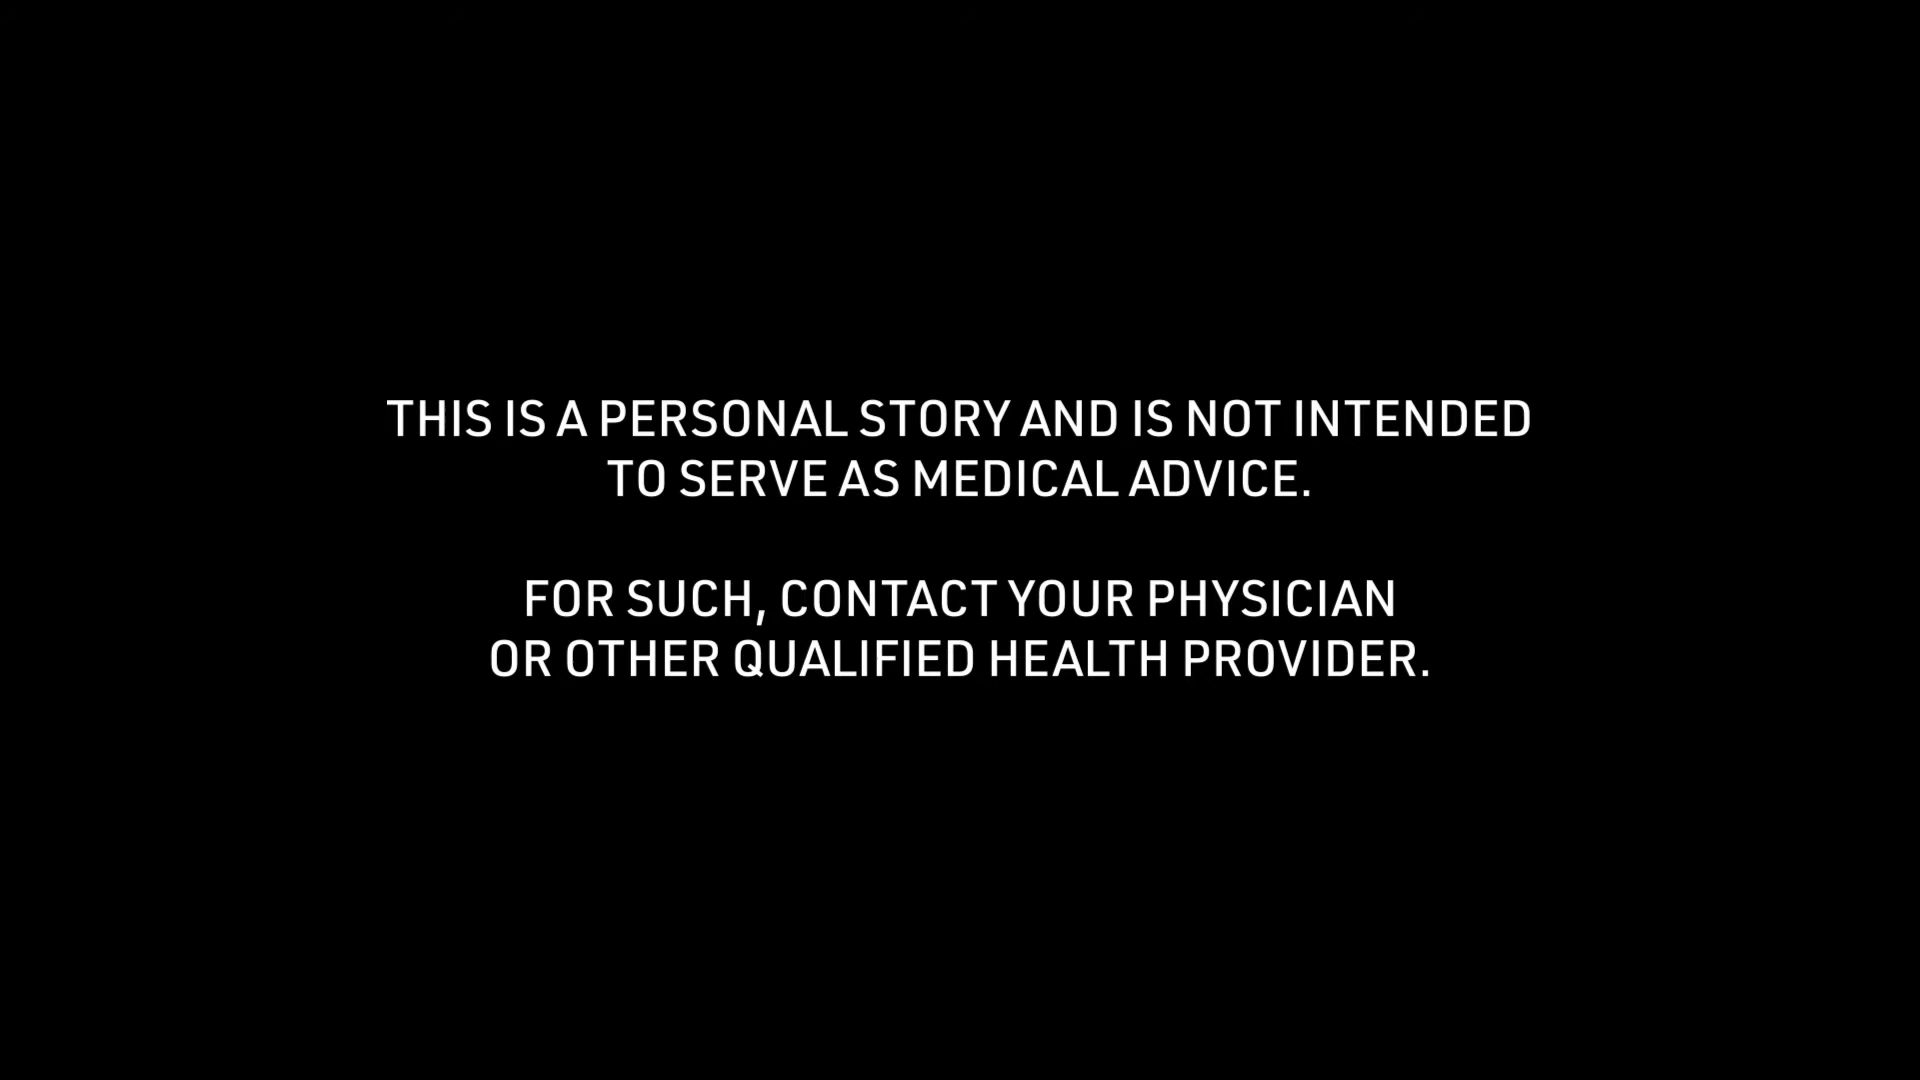 THIS IS A PERSONAL STORY AND IS NOT INTENDED
TO SERVE AS MEDICAL ADVICE.
FOR SUCH, CONTACT YOUR PHYSICIAN
OR OTHER QUALIFIED HEALTH PROVIDER.